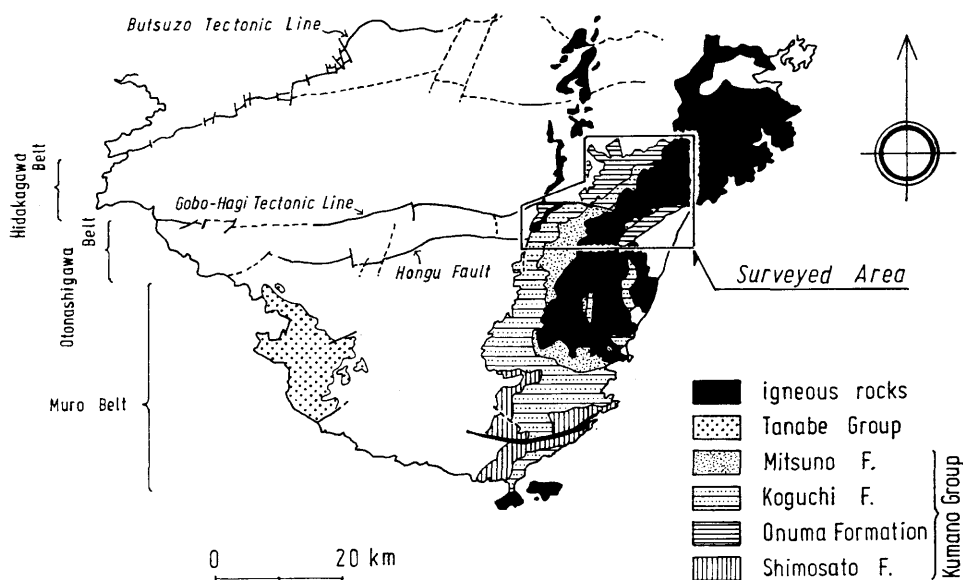 Butsuzo Tectonic Line
Hidakagawa
Belt
Gobo-Hagi Tectonic Line
Otonashigawa
Belt
Hongu Fault
Surveyed Area
Muro Belt
igneous rocks
Tanabe Group
Mitsuno F.
Koguchi F.
Onuma Formation
Shimosato F.
Kumano Group
0 20 km